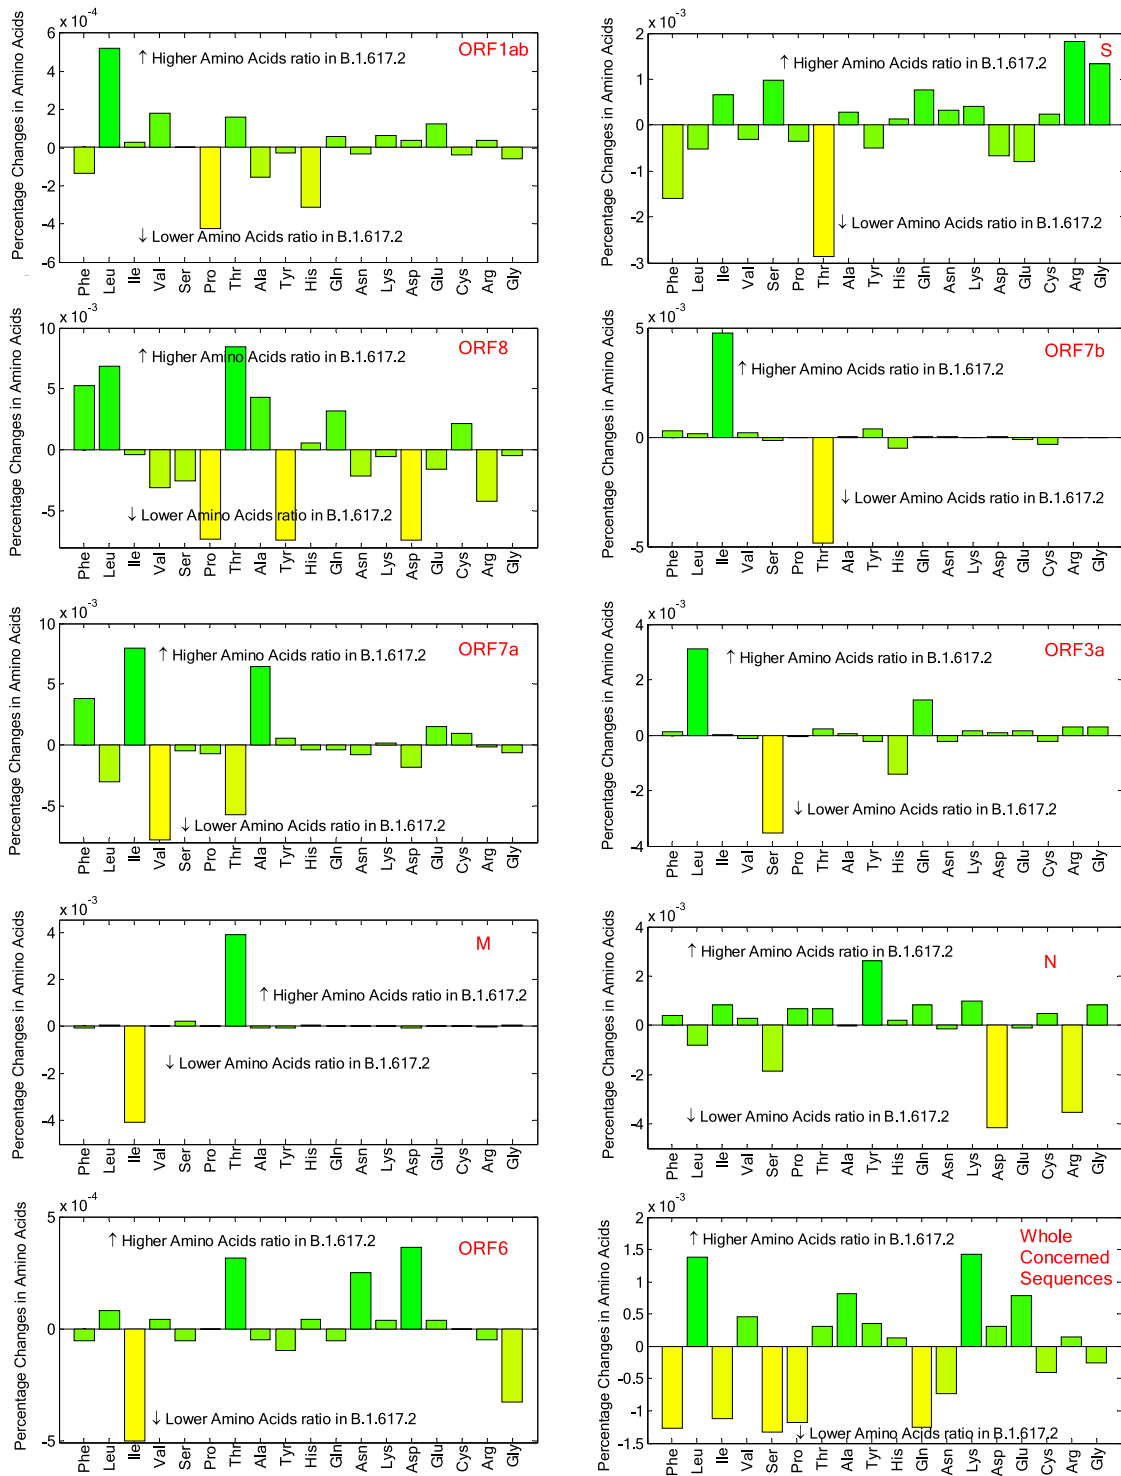 x 10⁻⁴
ORF1ab
↑ Higher Amino Acids ratio in B.1.617.2
↓ Lower Amino Acids ratio in B.1.617.2
Percentage Changes in Amino Acids
6
4
2
0
-2
-4
-6
Phe Leu Ile Val Ser Pro Thr Ala Tyr His Gln Asn Lys Asp Glu Cys Arg Gly
x 10⁻³
S
↑ Higher Amino Acids ratio in B.1.617.2
↓ Lower Amino Acids ratio in B.1.617.2
Percentage Changes in Amino Acids
2
1
0
-1
-2
-3
Phe Leu Ile Val Ser Pro Thr Ala Tyr His Gln Asn Lys Asp Glu Cys Arg Gly
x 10⁻³
ORF8
↑ Higher Amino Acids ratio in B.1.617.2
↓ Lower Amino Acids ratio in B.1.617.2
Percentage Changes in Amino Acids
10
5
0
-5
Phe Leu Ile Val Ser Pro Thr Ala Tyr His Gln Asn Lys Asp Glu Cys Arg Gly
x 10⁻³
ORF7b
↑ Higher Amino Acids ratio in B.1.617.2
↓ Lower Amino Acids ratio in B.1.617.2
Percentage Changes in Amino Acids
5
0
-5
Phe Leu Ile Val Ser Pro Thr Ala Tyr His Gln Asn Lys Asp Glu Cys Arg Gly
x 10⁻³
ORF7a
↑ Higher Amino Acids ratio in B.1.617.2
↓ Lower Amino Acids ratio in B.1.617.2
Percentage Changes in Amino Acids
10
5
0
-5
Phe Leu Ile Val Ser Pro Thr Ala Tyr His Gln Asn Lys Asp Glu Cys Arg Gly
x 10⁻³
ORF3a
↑ Higher Amino Acids ratio in B.1.617.2
↓ Lower Amino Acids ratio in B.1.617.2
Percentage Changes in Amino Acids
4
2
0
-2
-4
Phe Leu Ile Val Ser Pro Thr Ala Tyr His Gln Asn Lys Asp Glu Cys Arg Gly
x 10⁻³
M
↑ Higher Amino Acids ratio in B.1.617.2
↓ Lower Amino Acids ratio in B.1.617.2
Percentage Changes in Amino Acids
4
2
0
-2
-4
Phe Leu Ile Val Ser Pro Thr Ala Tyr His Gln Asn Lys Asp Glu Cys Arg Gly
x 10⁻³
N
↑ Higher Amino Acids ratio in B.1.617.2
↓ Lower Amino Acids ratio in B.1.617.2
Percentage Changes in Amino Acids
4
2
0
-2
-4
Phe Leu Ile Val Ser Pro Thr Ala Tyr His Gln Asn Lys Asp Glu Cys Arg Gly
x 10⁻⁴
ORF6
↑ Higher Amino Acids ratio in B.1.617.2
↓ Lower Amino Acids ratio in B.1.617.2
Percentage Changes in Amino Acids
5
0
-5
Phe Leu Ile Val Ser Pro Thr Ala Tyr His Gln Asn Lys Asp Glu Cys Arg Gly
x 10⁻³
Whole
Concerned
Sequences
↑ Higher Amino Acids ratio in B.1.617.2
↓ Lower Amino Acids ratio in B.1.617.2
Percentage Changes in Amino Acids
2
1.5
1
0.5
0
-0.5
-1
-1.5
Phe Leu Ile Val Ser Pro Thr Ala Tyr His Gln Asn Lys Asp Glu Cys Arg Gly